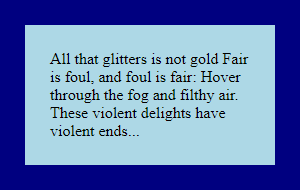 All that glitters is not gold Fair
is foul, and foul is fair: Hover
through the fog and filthy air.
These violent delights have
violent ends...